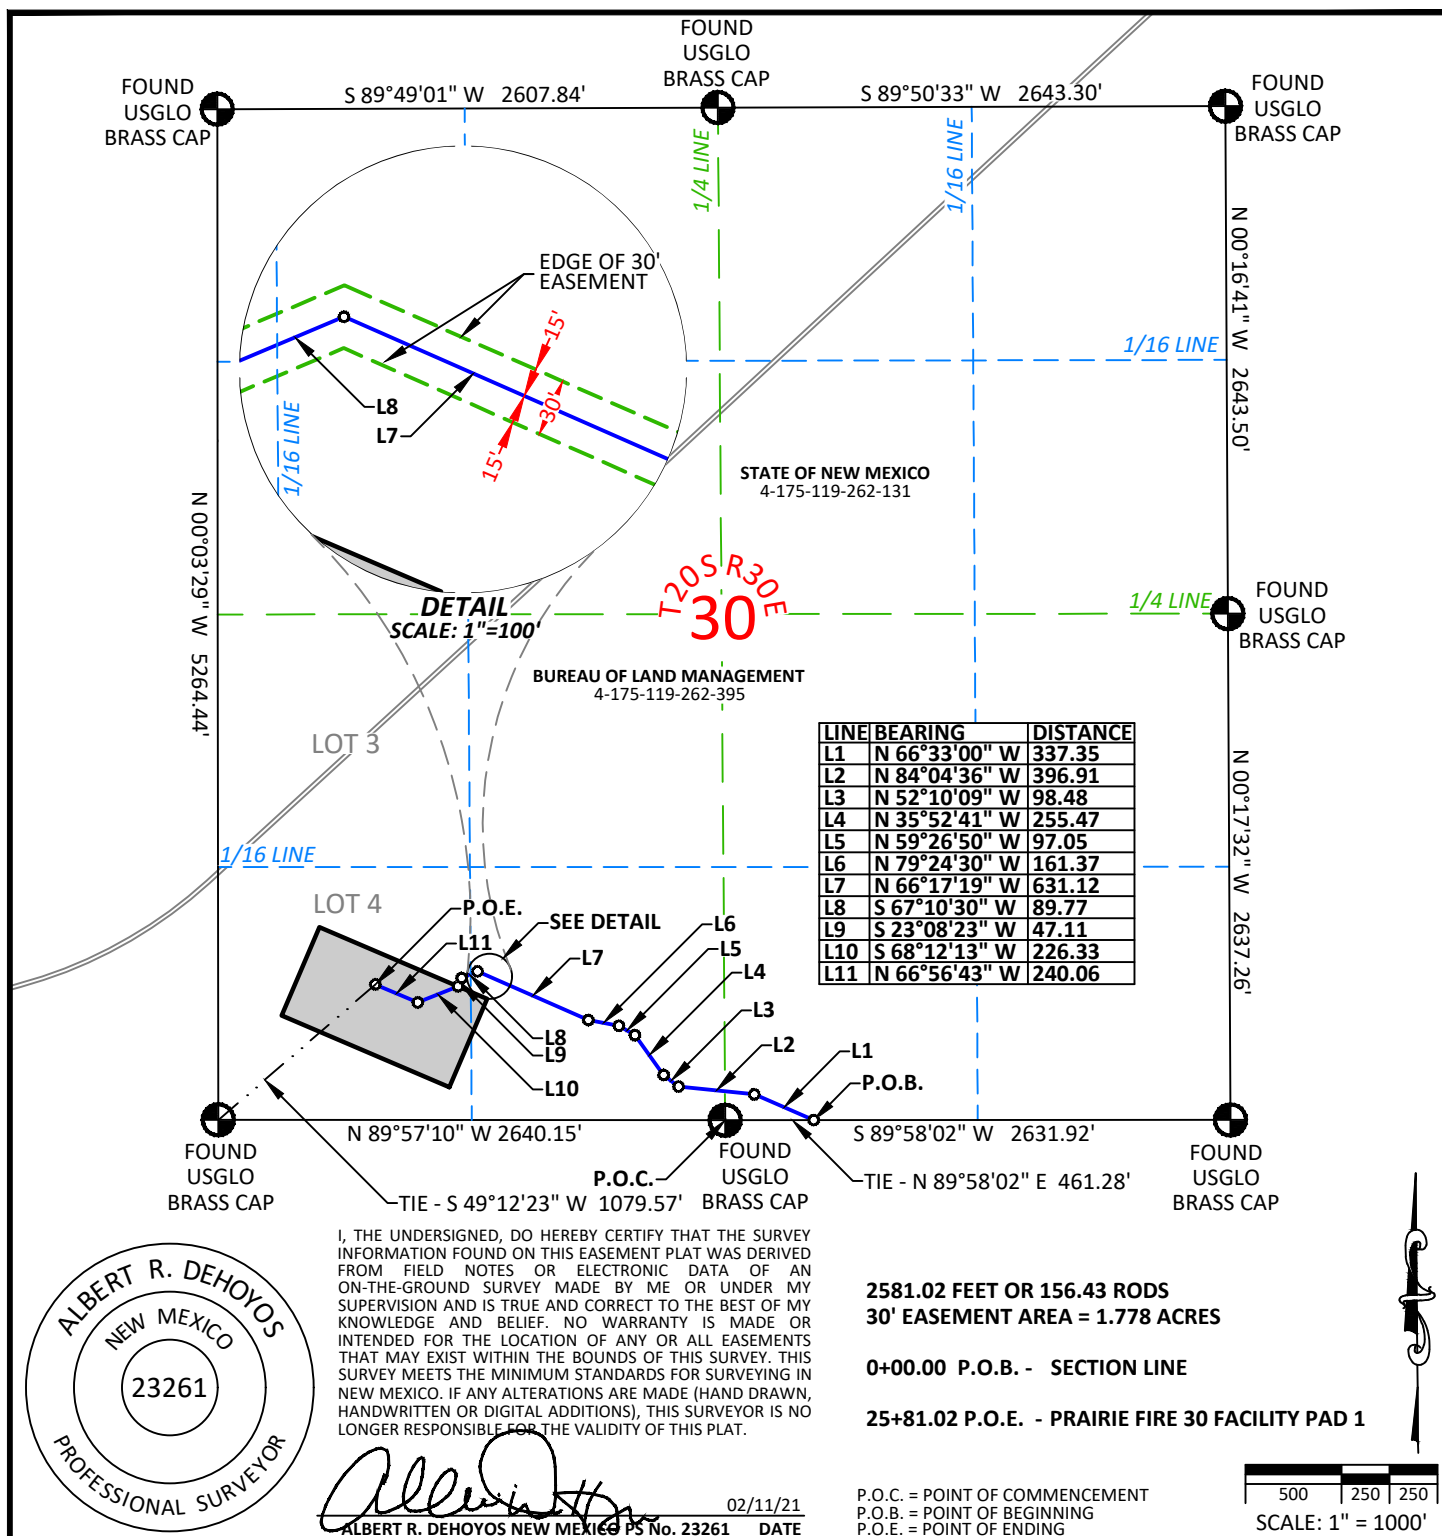 FOUND
USGLO
BRASS CAP
FOUND
USGLO
BRASS CAP
FOUND
USGLO
BRASS CAP
S 89°49'01" W   2607.84'
S 89°50'33" W   2643.30'
1/4 LINE
1/16 LINE
N 00°16'41" W   2643.50'
EDGE OF 30'
EASEMENT
15'
30'
15'
L8
L7
1/16 LINE
1/16 LINE
STATE OF NEW MEXICO
4-175-119-262-131
N 00°03'29" W   5264.44'
T20S R30E
30
DETAIL
SCALE: 1"=100'
1/4 LINE
FOUND
USGLO
BRASS CAP
BUREAU OF LAND MANAGEMENT
4-175-119-262-395
LOT 3
LINE BEARING DISTANCE
L1 N 66°33'00" W 337.35
L2 N 84°04'36" W 396.91
L3 N 52°10'09" W 98.48
L4 N 35°52'41" W 255.47
L5 N 59°26'50" W 97.05
L6 N 79°24'30" W 161.37
L7 N 66°17'19" W 631.12
L8 S 67°10'30" W 89.77
L9 S 23°08'23" W 47.11
L10 S 68°12'13" W 226.33
L11 N 66°56'43" W 240.06
N 00°17'32" W   2637.26'
1/16 LINE
LOT 4
P.O.E.
L11
SEE DETAIL
L7
L6
L5
L4
L3
L2
L1
P.O.B.
L8
L9
L10
N 89°57'10" W 2640.15'
S 89°58'02" W   2631.92'
FOUND
USGLO
BRASS CAP
P.O.C.
FOUND
USGLO
BRASS CAP
FOUND
USGLO
BRASS CAP
TIE - S 49°12'23" W  1079.57'
TIE - N 89°58'02" E  461.28'
I, THE UNDERSIGNED, DO HEREBY CERTIFY THAT THE SURVEY
INFORMATION FOUND ON THIS EASEMENT PLAT WAS DERIVED
FROM FIELD NOTES OR ELECTRONIC DATA OF AN
ON-THE-GROUND SURVEY MADE BY ME OR UNDER MY
SUPERVISION AND IS TRUE AND CORRECT TO THE BEST OF MY
KNOWLEDGE AND BELIEF. NO WARRANTY IS MADE OR
INTENDED FOR THE LOCATION OF ANY OR ALL EASEMENTS
THAT MAY EXIST WITHIN THE BOUNDS OF THIS SURVEY. THIS
SURVEY MEETS THE MINIMUM STANDARDS FOR SURVEYING IN
NEW MEXICO. IF ANY ALTERATIONS ARE MADE (HAND DRAWN,
HANDWRITTEN OR DIGITAL ADDITIONS), THIS SURVEYOR IS NO
LONGER RESPONSIBLE FOR THE VALIDITY OF THIS PLAT.
02/11/21
ALBERT R. DEHOYOS NEW MEXICO PS No. 23261 DATE
ALBERT R. DEHOYOS
NEW MEXICO
23261
PROFESSIONAL SURVEYOR
2581.02 FEET OR 156.43 RODS
30' EASEMENT AREA = 1.778 ACRES
0+00.00  P.O.B. -  SECTION LINE
25+81.02 P.O.E.  - PRAIRIE FIRE 30 FACILITY PAD 1
P.O.C. = POINT OF COMMENCEMENT
P.O.B. = POINT OF BEGINNING
P.O.E. = POINT OF ENDING
500 250 250
SCALE: 1" = 1000'